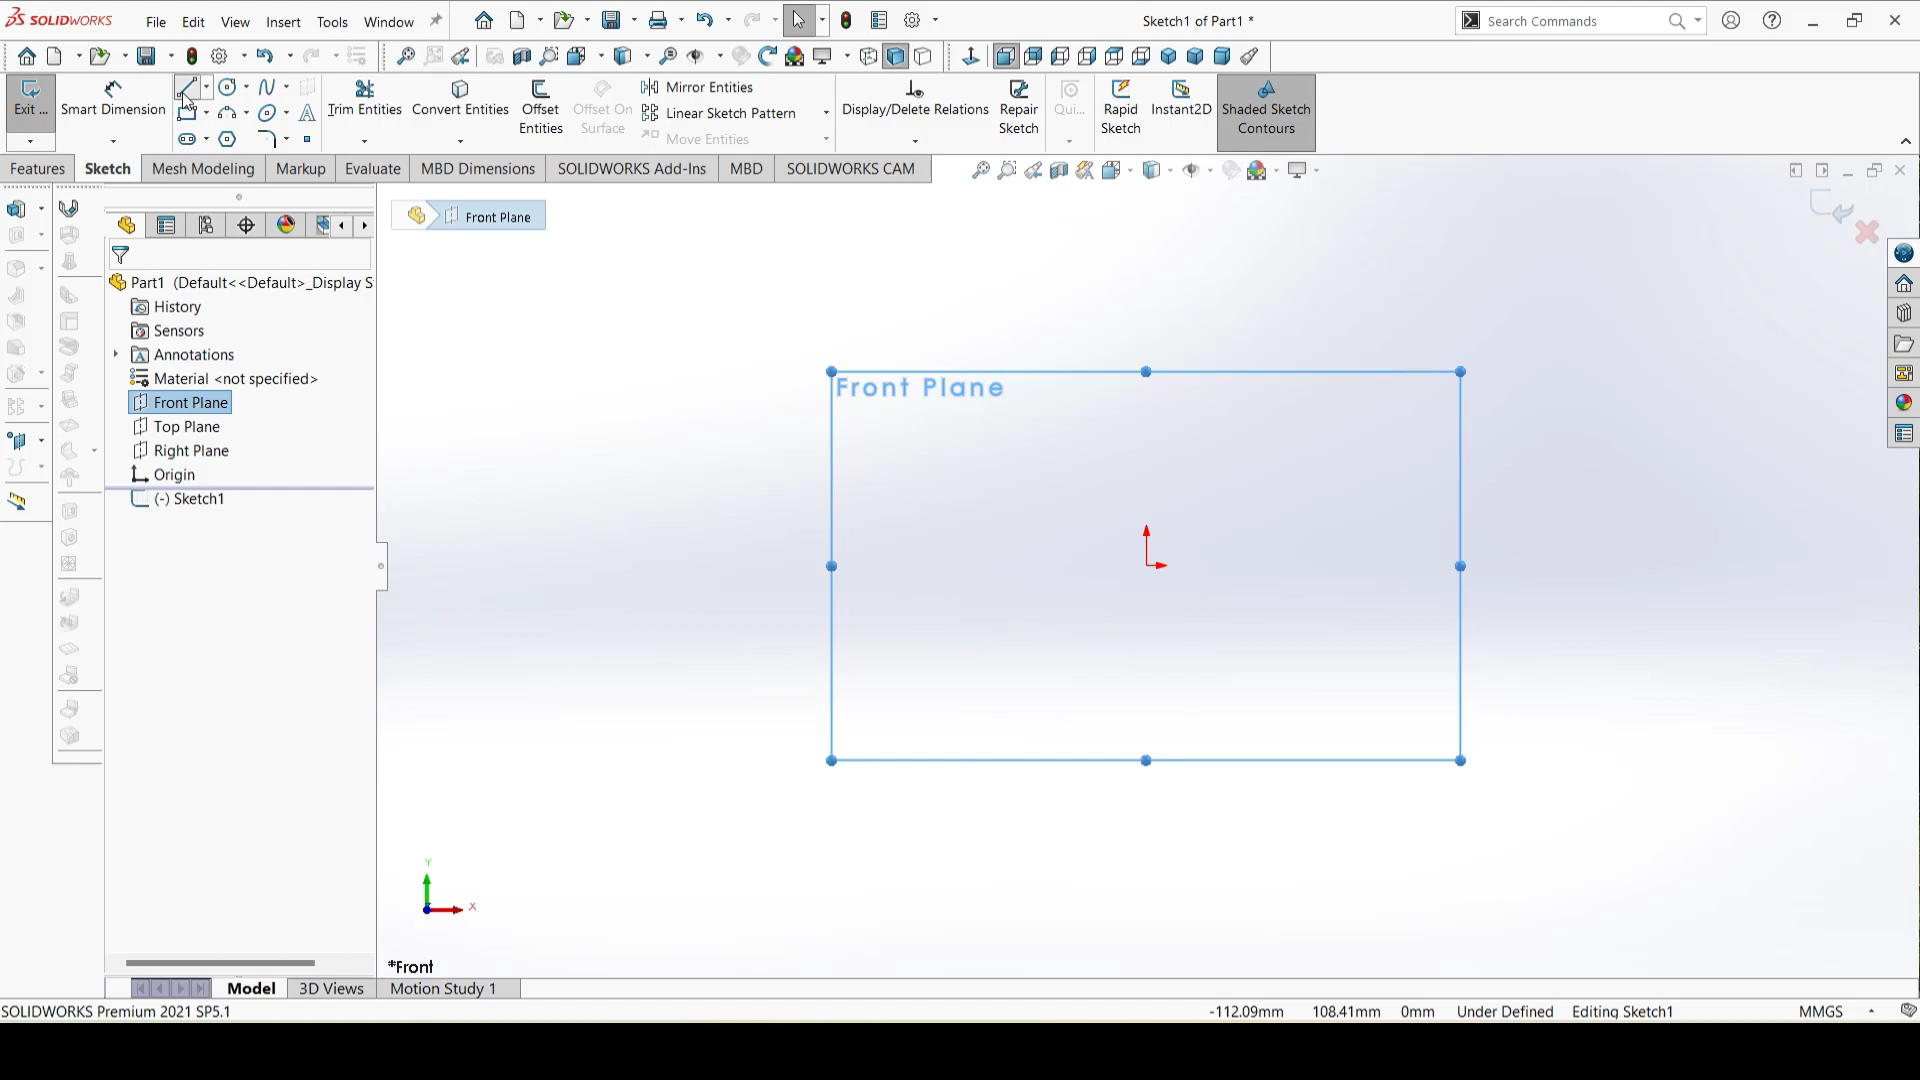 SOLIDWORKS File Edit View Insert Tools Window Sketch1 of Part1 * Search Commands
Exit ... Smart Dimension Trim Entities Convert Entities Offset Entities Offset On Surface Mirror Entities Linear Sketch Pattern Move Entities Display/Delete Relations Repair Sketch Qui... Rapid Sketch Instant2D Shaded Sketch Contours
Features Sketch Mesh Modeling Markup Evaluate MBD Dimensions SOLIDWORKS Add-Ins MBD SOLIDWORKS CAM
Front Plane
Part1 (Default<<Default>_Display S
History
Sensors
Annotations
Material <not specified>
Front Plane
Top Plane
Right Plane
Origin
(-) Sketch1
Front Plane
Y
X
*Front
Model 3D Views Motion Study 1
SOLIDWORKS Premium 2021 SP5.1 -112.09mm 108.41mm 0mm Under Defined Editing Sketch1 MMGS